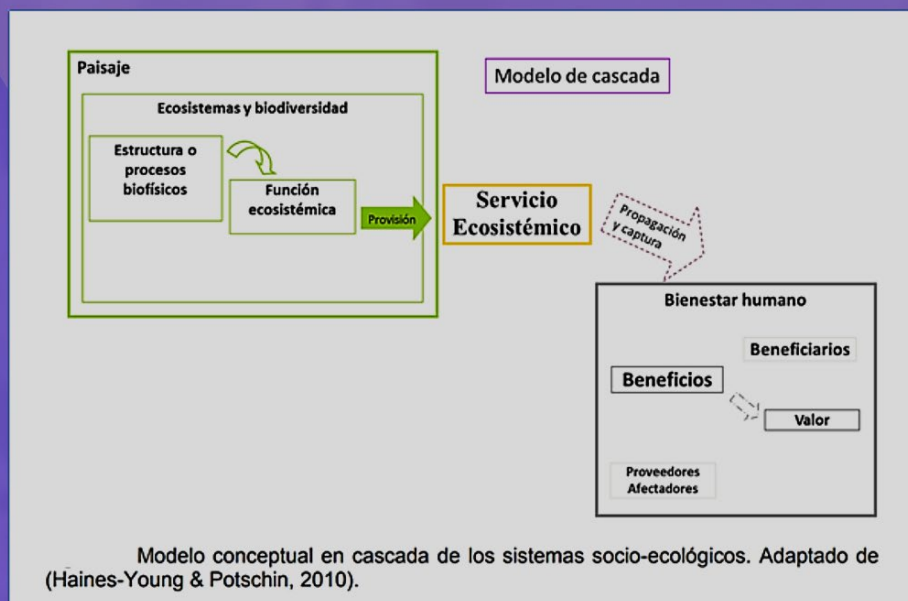 Paisaje
Modelo de cascada
Ecosistemas y biodiversidad
Estructura o
procesos
biofísicos
Función
ecosistémica
Provisión
Servicio
Ecosistémico
Propagación
y captura
Bienestar humano
Beneficiarios
Beneficios
Valor
Proveedores
Afectadores
Modelo conceptual en cascada de los sistemas socio-ecológicos. Adaptado de
(Haines-Young & Potschin, 2010).